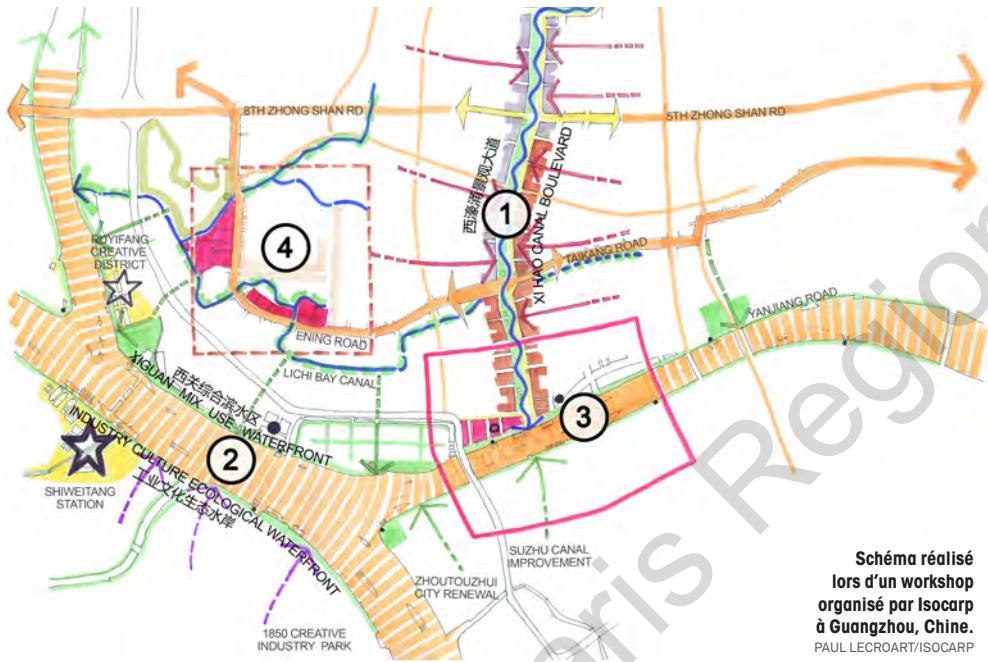 8TH ZHONG SHAN RD
5TH ZHONG SHAN RD
西濠涌景观大道
1
XI HAO CANAL BOULEVARD
RUYIFANG
CREATIVE
DISTRICT
4
TAIKANG ROAD
YANJIANG ROAD
ENING ROAD
LICHI BAY CANAL
西关综合滨水区
XIGUAN MIX USE WATERFRONT
3
2
INDUSTRY CULTURE ECOLOGICAL WATERFRONT
工业文化生态水岸
SHIWEITANG
STATION
SUZHU CANAL
IMPROVEMENT
ZHOUTOUZHUI
CITY RENEWAL
1850 CREATIVE
INDUSTRY PARK
Schéma réalisé
lors d'un workshop
organisé par Isocarp
à Guangzhou, Chine.
PAUL LECROART/ISOCARP
aris Region